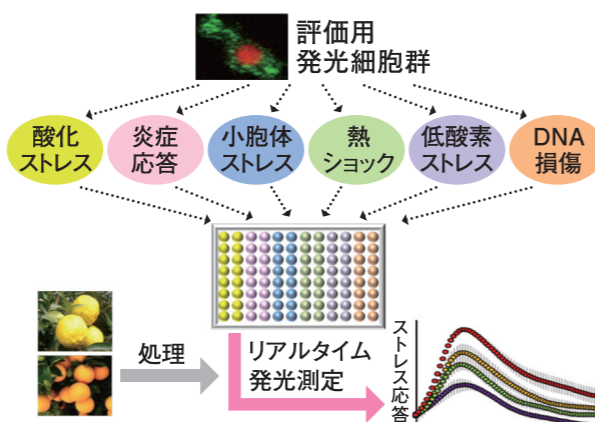 評価用
発光細胞群
酸化
ストレス
炎症
応答
小胞体
ストレス
熱
ショック
低酸素
ストレス
DNA
損傷
処理
リアルタイム
発光測定
ストレス応答